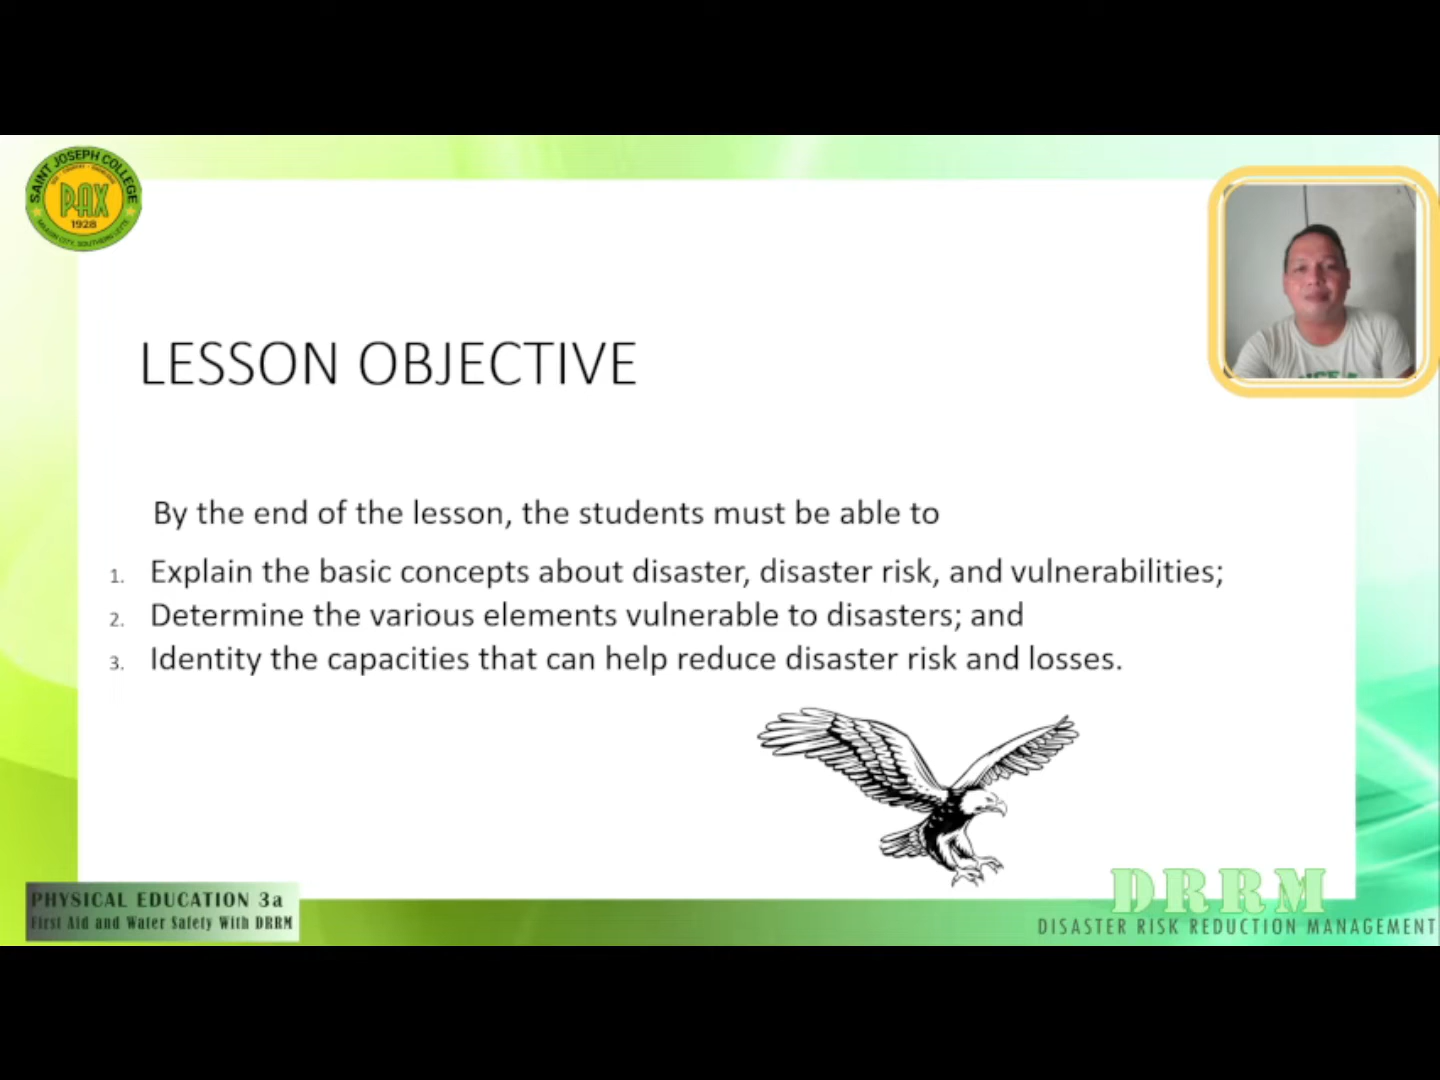 SAINT JOSEPH COLLEGE
PAX
1928
LESSON OBJECTIVE
By the end of the lesson, the students must be able to
1. Explain the basic concepts about disaster, disaster risk, and vulnerabilities;
2. Determine the various elements vulnerable to disasters; and
3. Identity the capacities that can help reduce disaster risk and losses.
PHYSICAL EDUCATION 3a
First Aid and Water Safety With DRRM
DRRM
DISASTER RISK REDUCTION MANAGEMENT